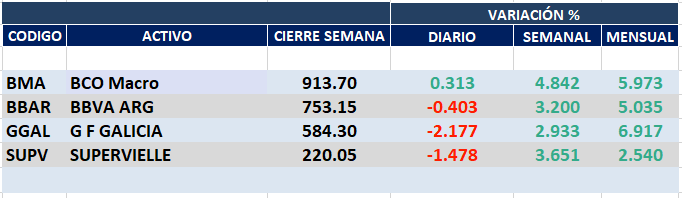 VARIACIÓN %
CODIGO ACTIVO CIERRE SEMANA DIARIO SEMANAL MENSUAL
BMA BCO Macro 913.70 0.313 4.842 5.973
BBAR BBVA ARG 753.15 -0.403 3.200 5.035
GGAL G F GALICIA 584.30 -2.177 2.933 6.917
SUPV SUPERVIELLE 220.05 -1.478 3.651 2.540